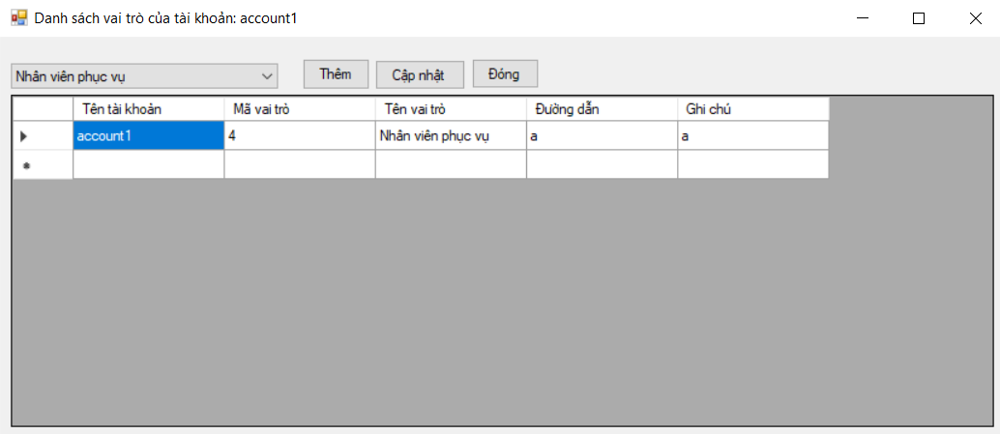 Danh sách vai trò của tài khoản: account1
Nhân viên phục vụ Thêm Cập nhật Đóng
Tên tài khoản Mã vai trò Tên vai trò Đường dẫn Ghi chú
account1 4 Nhân viên phục vụ a a